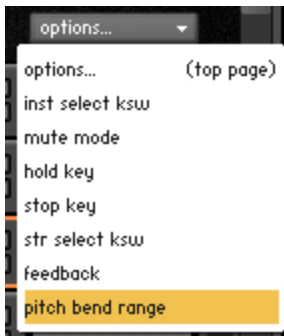 options...
options... (top page)
inst select ksw
mute mode
hold key
stop key
str select ksw
feedback
pitch bend range